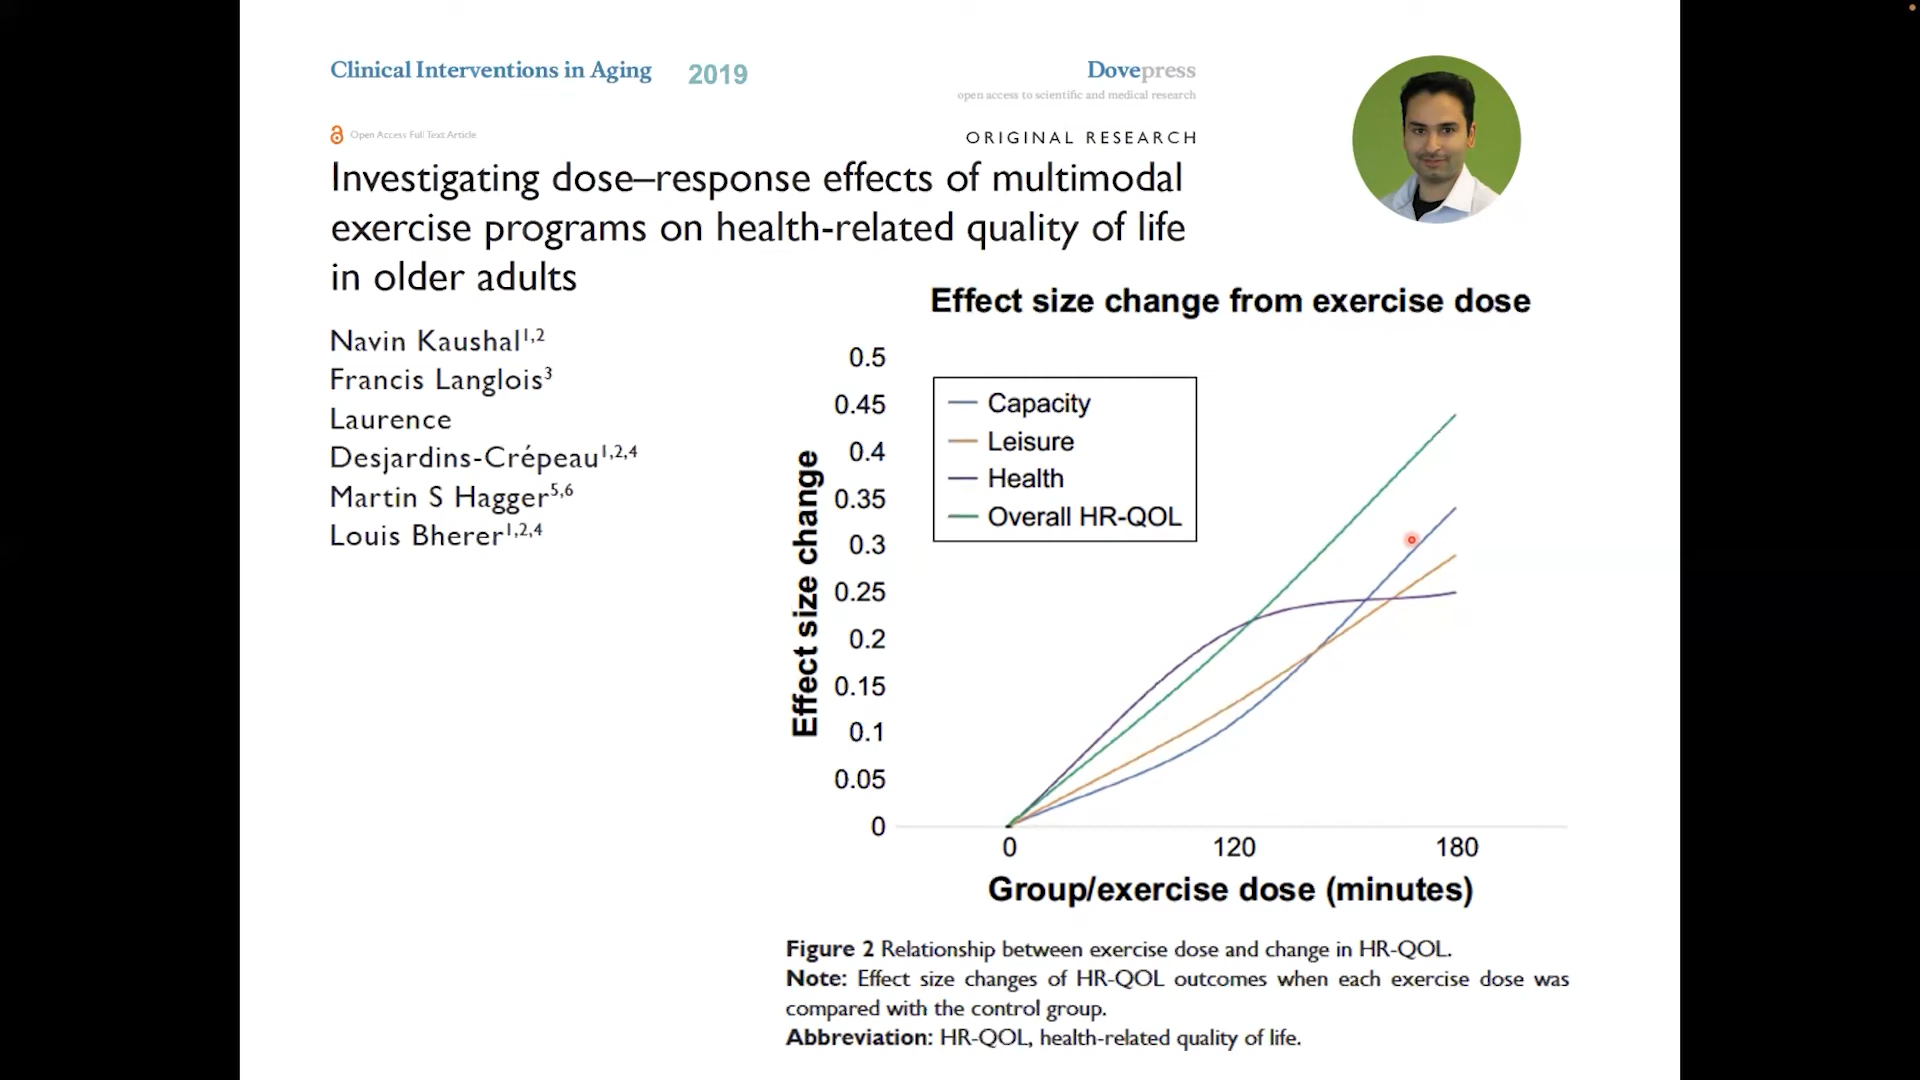 Clinical Interventions in Aging 2019
Dovepress
open access to scientific and medical research
Open Access Full Text Article
ORIGINAL RESEARCH
Investigating dose–response effects of multimodal
exercise programs on health-related quality of life
in older adults
Navin Kaushal1,2
Francis Langlois3
Laurence
Desjardins-Crépeau1,2,4
Martin S Hagger5,6
Louis Bherer1,2,4
Effect size change from exercise dose
Effect size change
0.5
0.45
0.4
0.35
0.3
0.25
0.2
0.15
0.1
0.05
0
Capacity
Leisure
Health
Overall HR-QOL
0 120 180
Group/exercise dose (minutes)
Figure 2 Relationship between exercise dose and change in HR-QOL.
Note: Effect size changes of HR-QOL outcomes when each exercise dose was
compared with the control group.
Abbreviation: HR-QOL, health-related quality of life.